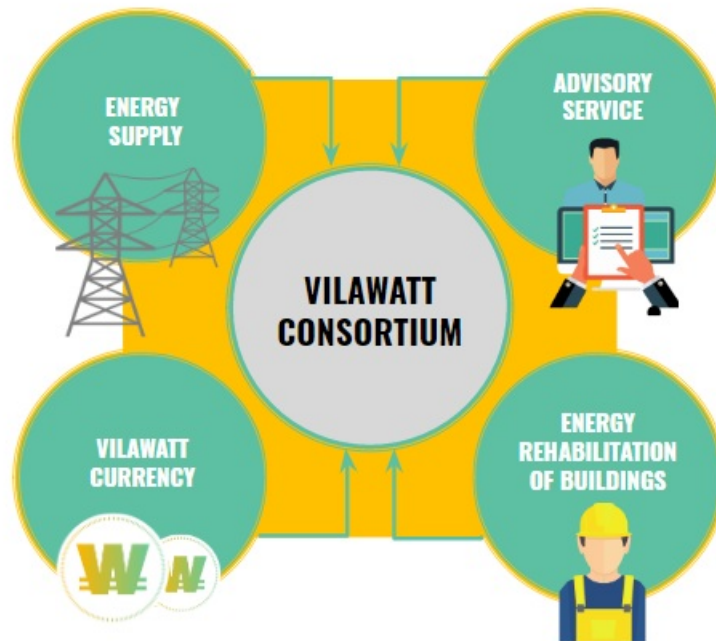 ENERGY
SUPPLY
ADVISORY
SERVICE
VILAWATT
CONSORTIUM
VILAWATT
CURRENCY
ENERGY
REHABILITATION
OF BUILDINGS